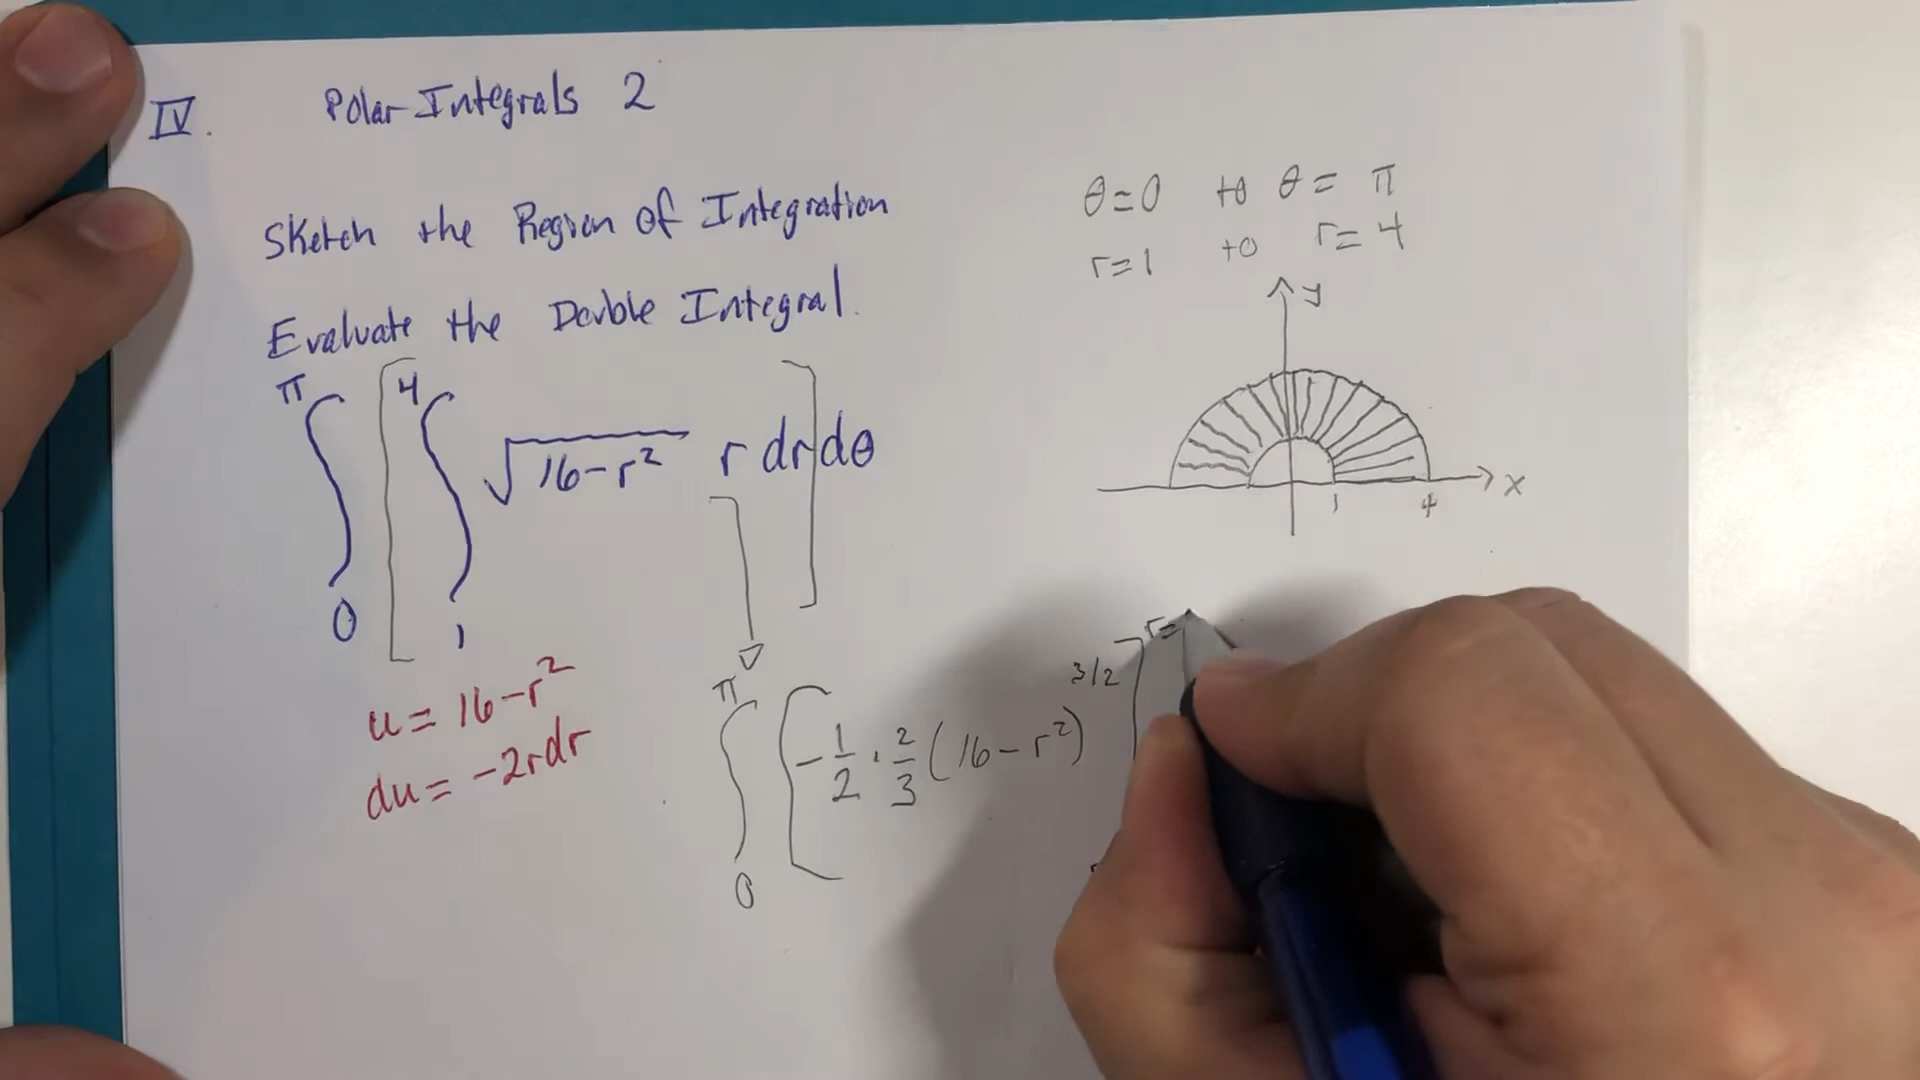 IV. Polar Integrals 2
Sketch the Region of Integration
Evaluate the Double Integral.
∫₀^π [ ∫₁^4 √(16-r²) r dr ] dθ
u = 16-r²
du = -2rdr
θ=0 to θ= π
r=1 to r= 4
y
x
1 4
∫₀^π [ -1/2 · 2/3 (16-r²)^3/2 ] r=